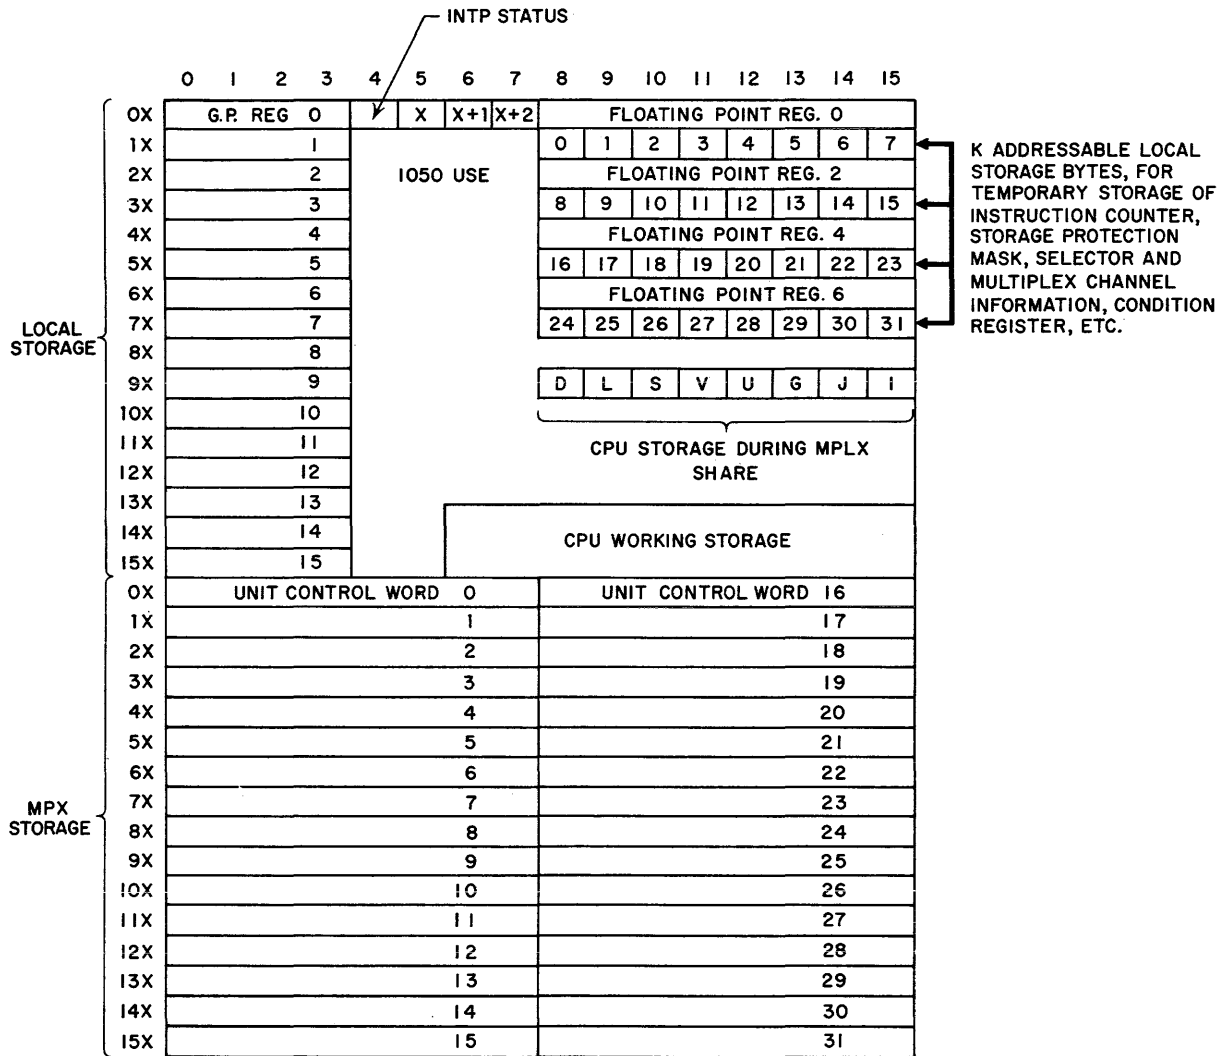 INTP STATUS
0 1 2 3 4 5 6 7 8 9 10 11 12 13 14 15
0X G.P. REG 0 X X+1 X+2 FLOATING POINT REG. 0
1X 1 0 1 2 3 4 5 6 7
2X 2 1050 USE FLOATING POINT REG. 2
3X 3 8 9 10 11 12 13 14 15
4X 4 FLOATING POINT REG. 4
5X 5 16 17 18 19 20 21 22 23
6X 6 FLOATING POINT REG. 6
7X 7 24 25 26 27 28 29 30 31
K ADDRESSABLE LOCAL
STORAGE BYTES, FOR
TEMPORARY STORAGE OF
INSTRUCTION COUNTER,
STORAGE PROTECTION
MASK, SELECTOR AND
MULTIPLEX CHANNEL
INFORMATION, CONDITION
REGISTER, ETC.
LOCAL
STORAGE
8X 8
9X 9 D L S V U G J I
10X 10
11X 11
12X 12
CPU STORAGE DURING MPLX
SHARE
13X 13
14X 14 CPU WORKING STORAGE
15X 15
0X UNIT CONTROL WORD 0 UNIT CONTROL WORD 16
1X 1 17
2X 2 18
3X 3 19
4X 4 20
5X 5 21
6X 6 22
7X 7 23
MPX
STORAGE
8X 8 24
9X 9 25
10X 10 26
11X 11 27
12X 12 28
13X 13 29
14X 14 30
15X 15 31